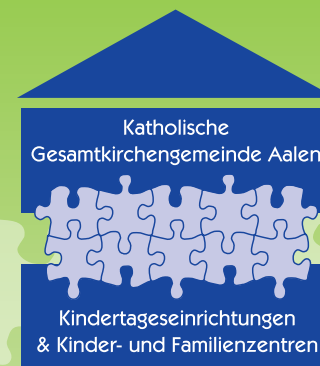 Katholische
Gesamtkirchengemeinde Aalen
Kindertageseinrichtungen
& Kinder- und Familienzentren